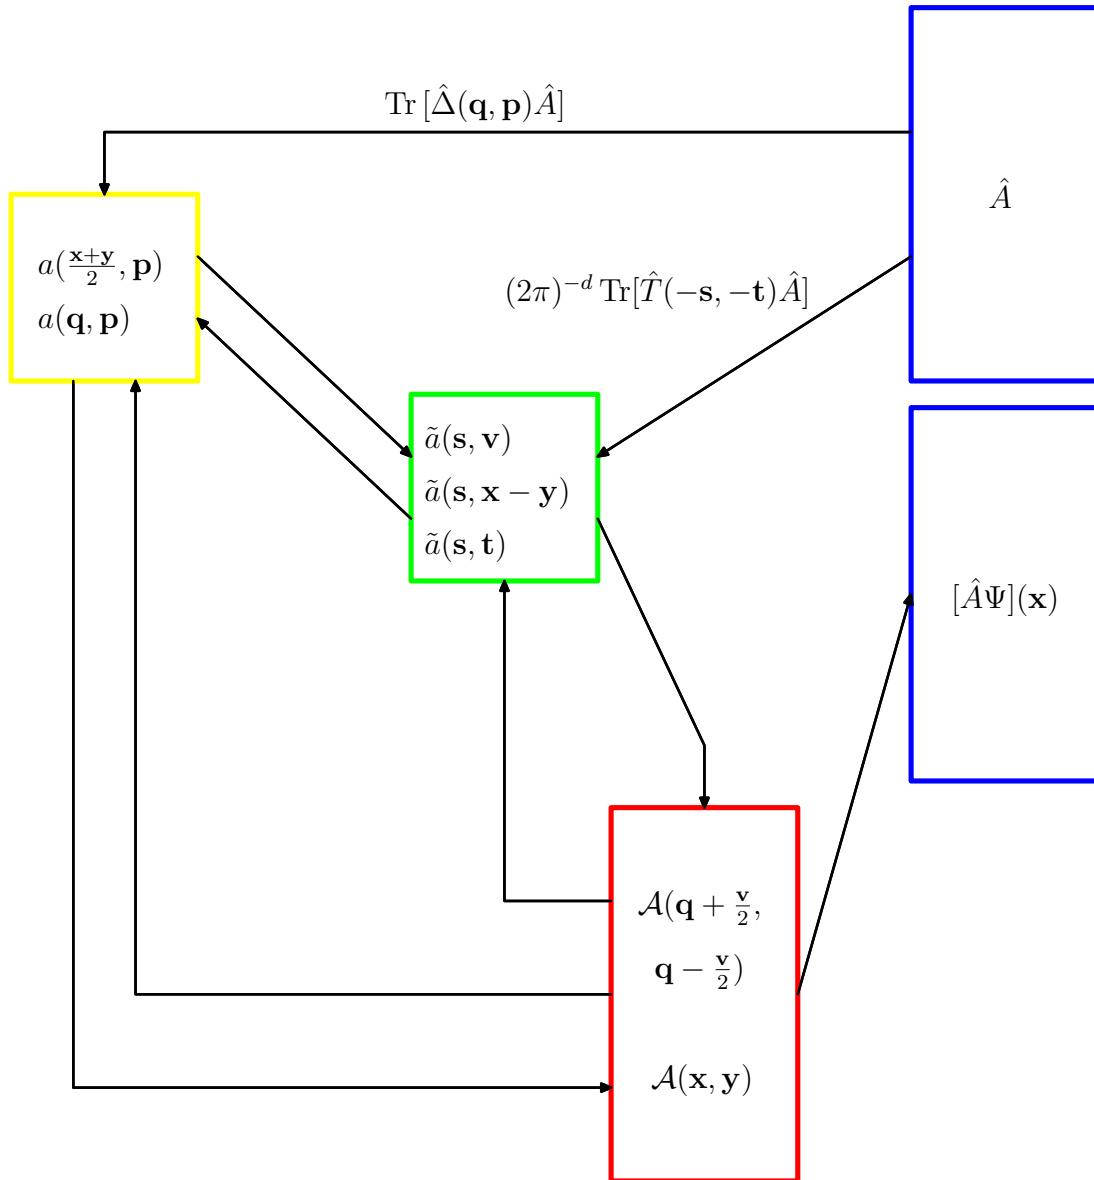 Tr [Δ̂(q, p)Â]
Â
a(x+y/2, p)
a(q, p)
(2π)^{-d} Tr[T̂(−s, −t)Â]
ã(s, v)
ã(s, x − y)
ã(s, t)
[ÂΨ](x)
𝒜(q + v/2,
q − v/2)
𝒜(x, y)